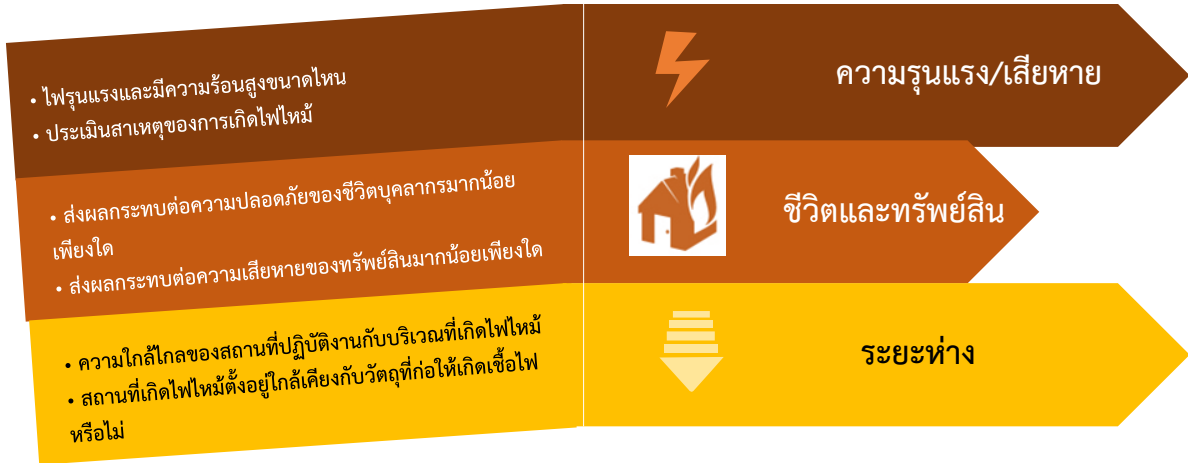 • ไฟรุนแรงและมีความร้อนสูงขนาดไหน
• ประเมินสาเหตุของการเกิดไฟไหม้
ความรุนแรง/เสียหาย
• ส่งผลกระทบต่อความปลอดภัยของชีวิตบุคลากรมากน้อย
เพียงใด
• ส่งผลกระทบต่อความเสียหายของทรัพย์สินมากน้อยเพียงใด
ชีวิตและทรัพย์สิน
• ความใกล้ไกลของสถานที่ปฏิบัติงานกับบริเวณที่เกิดไฟไหม้
• สถานที่เกิดไฟไหม้ตั้งอยู่ใกล้เคียงกับวัตถุที่ก่อให้เกิดเชื้อไฟ
หรือไม่
ระยะห่าง